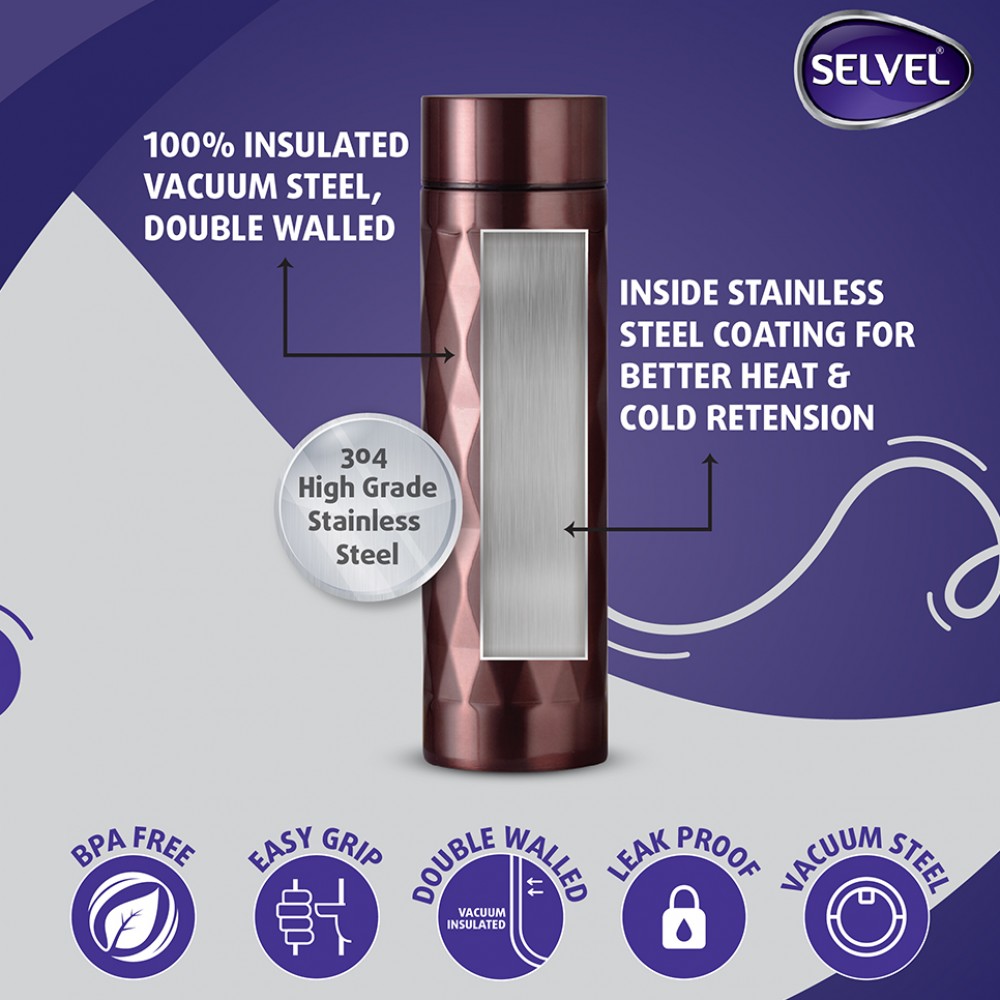 SELVEL®
100% INSULATED
VACUUM STEEL,
DOUBLE WALLED
INSIDE STAINLESS
STEEL COATING FOR
BETTER HEAT &
COLD RETENSION
304
High Grade
Stainless
Steel
BPA FREE
EASY GRIP
DOUBLE WALLED
VACUUM
INSULATED
LEAK PROOF
VACUUM STEEL